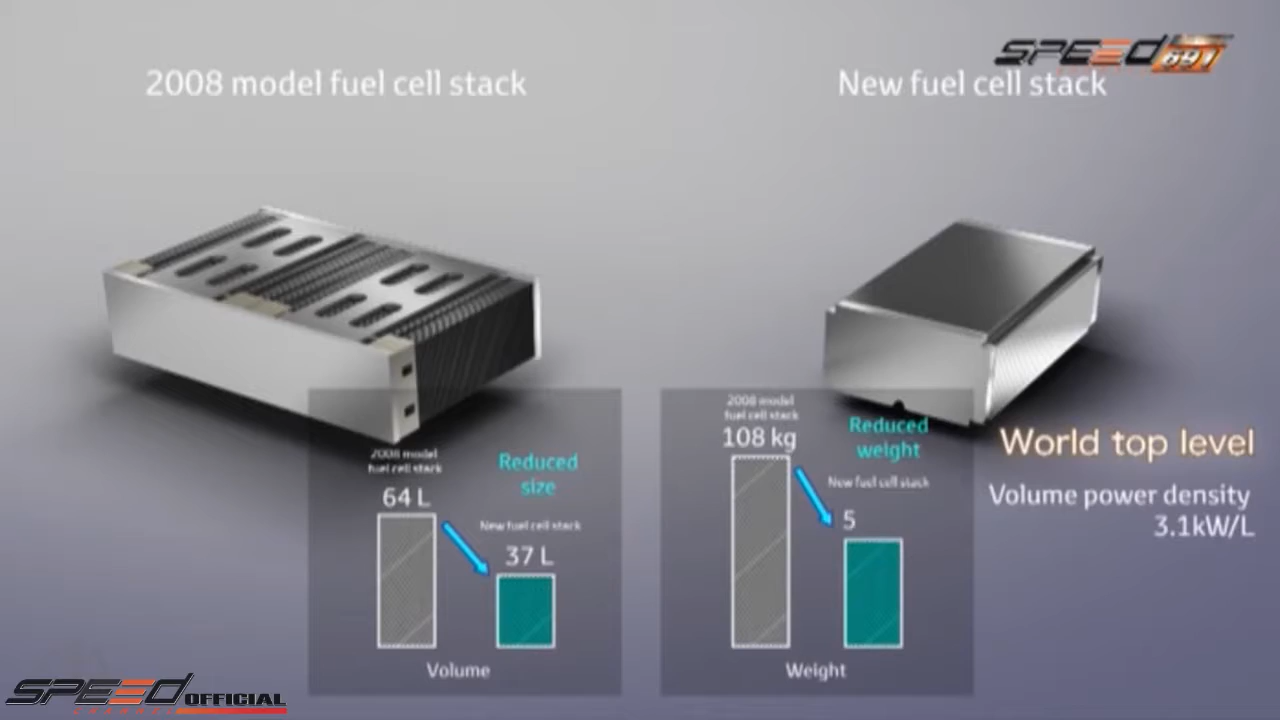 SPEED
691
2008 model fuel cell stack
New fuel cell stack
2008 model
fuel cell stack
64 L
Reduced
size
New fuel cell stack
37 L
Volume
2008 model
fuel cell stack
108 kg
Reduced
weight
New fuel cell stack
5
Weight
World top level
Volume power density
3.1kW/L
SPEED OFFICIAL
CHANNEL